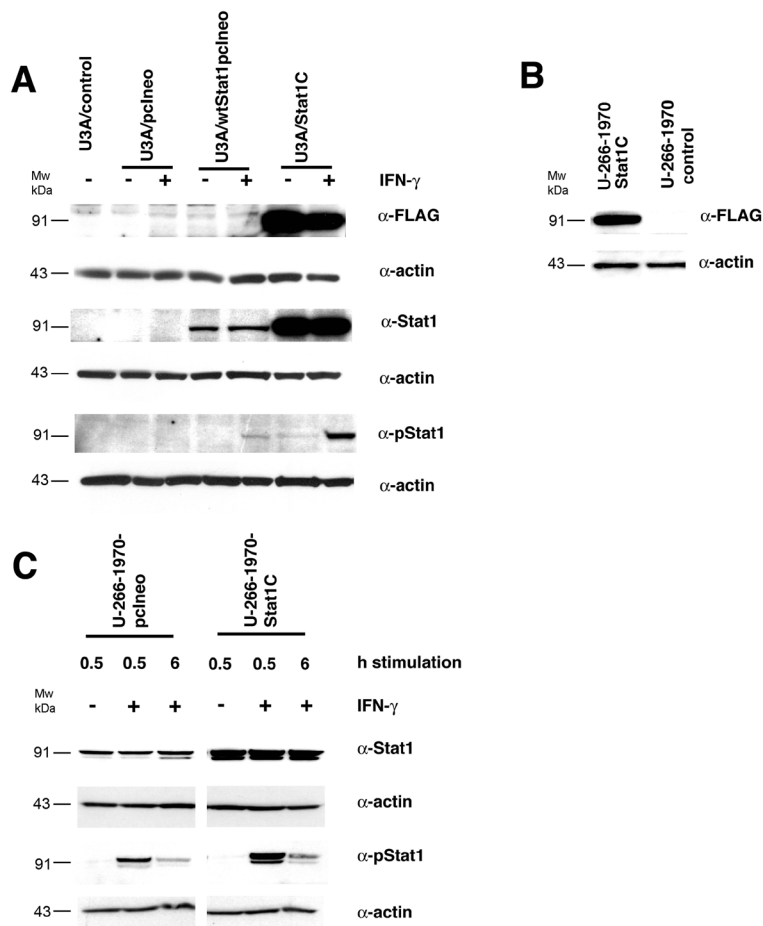 A
U3A/control
U3A/pcIneo
U3A/wtStat1pcIneo
U3A/Stat1C
Mw
kDa
- - + - + - + IFN-γ
91 α-FLAG
43 α-actin
91 α-Stat1
43 α-actin
91 α-pStat1
43 α-actin
B
U-266-1970
Stat1C
U-266-1970
control
Mw
kDa
91 α-FLAG
43 α-actin
C
U-266-1970-
pcIneo
U-266-1970-
Stat1C
0.5 0.5 6 0.5 0.5 6 h stimulation
Mw
kDa
- + + - + + IFN-γ
91 α-Stat1
43 α-actin
91 α-pStat1
43 α-actin